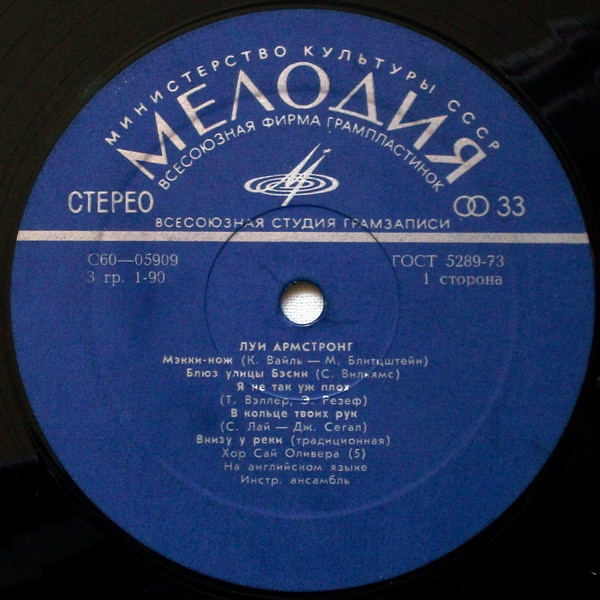 МИНИСТЕРСТВО КУЛЬТУРЫ СССР
МЕЛОДИЯ
ВСЕСОЮЗНАЯ ФИРМА ГРАМПЛАСТИНОК
СТЕРЕО
33
ВСЕСОЮЗНАЯ СТУДИЯ ГРАМЗАПИСИ
С60—05909
ГОСТ 5289-73
3 гр. 1-90
1 сторона
ЛУИ АРМСТРОНГ
Мэкки-нож (К. Вайль — М. Блитцштейн)
Блюз улицы Бэсин (С. Вильямс)
Я не так уж плох
(Т. Вэллер, Э. Резеф)
В кольце твоих рук
(С. Лай — Дж. Сегал)
Внизу у реки (традиционная)
Хор Сай Оливера (5)
На английском языке
Инстр. ансамбль